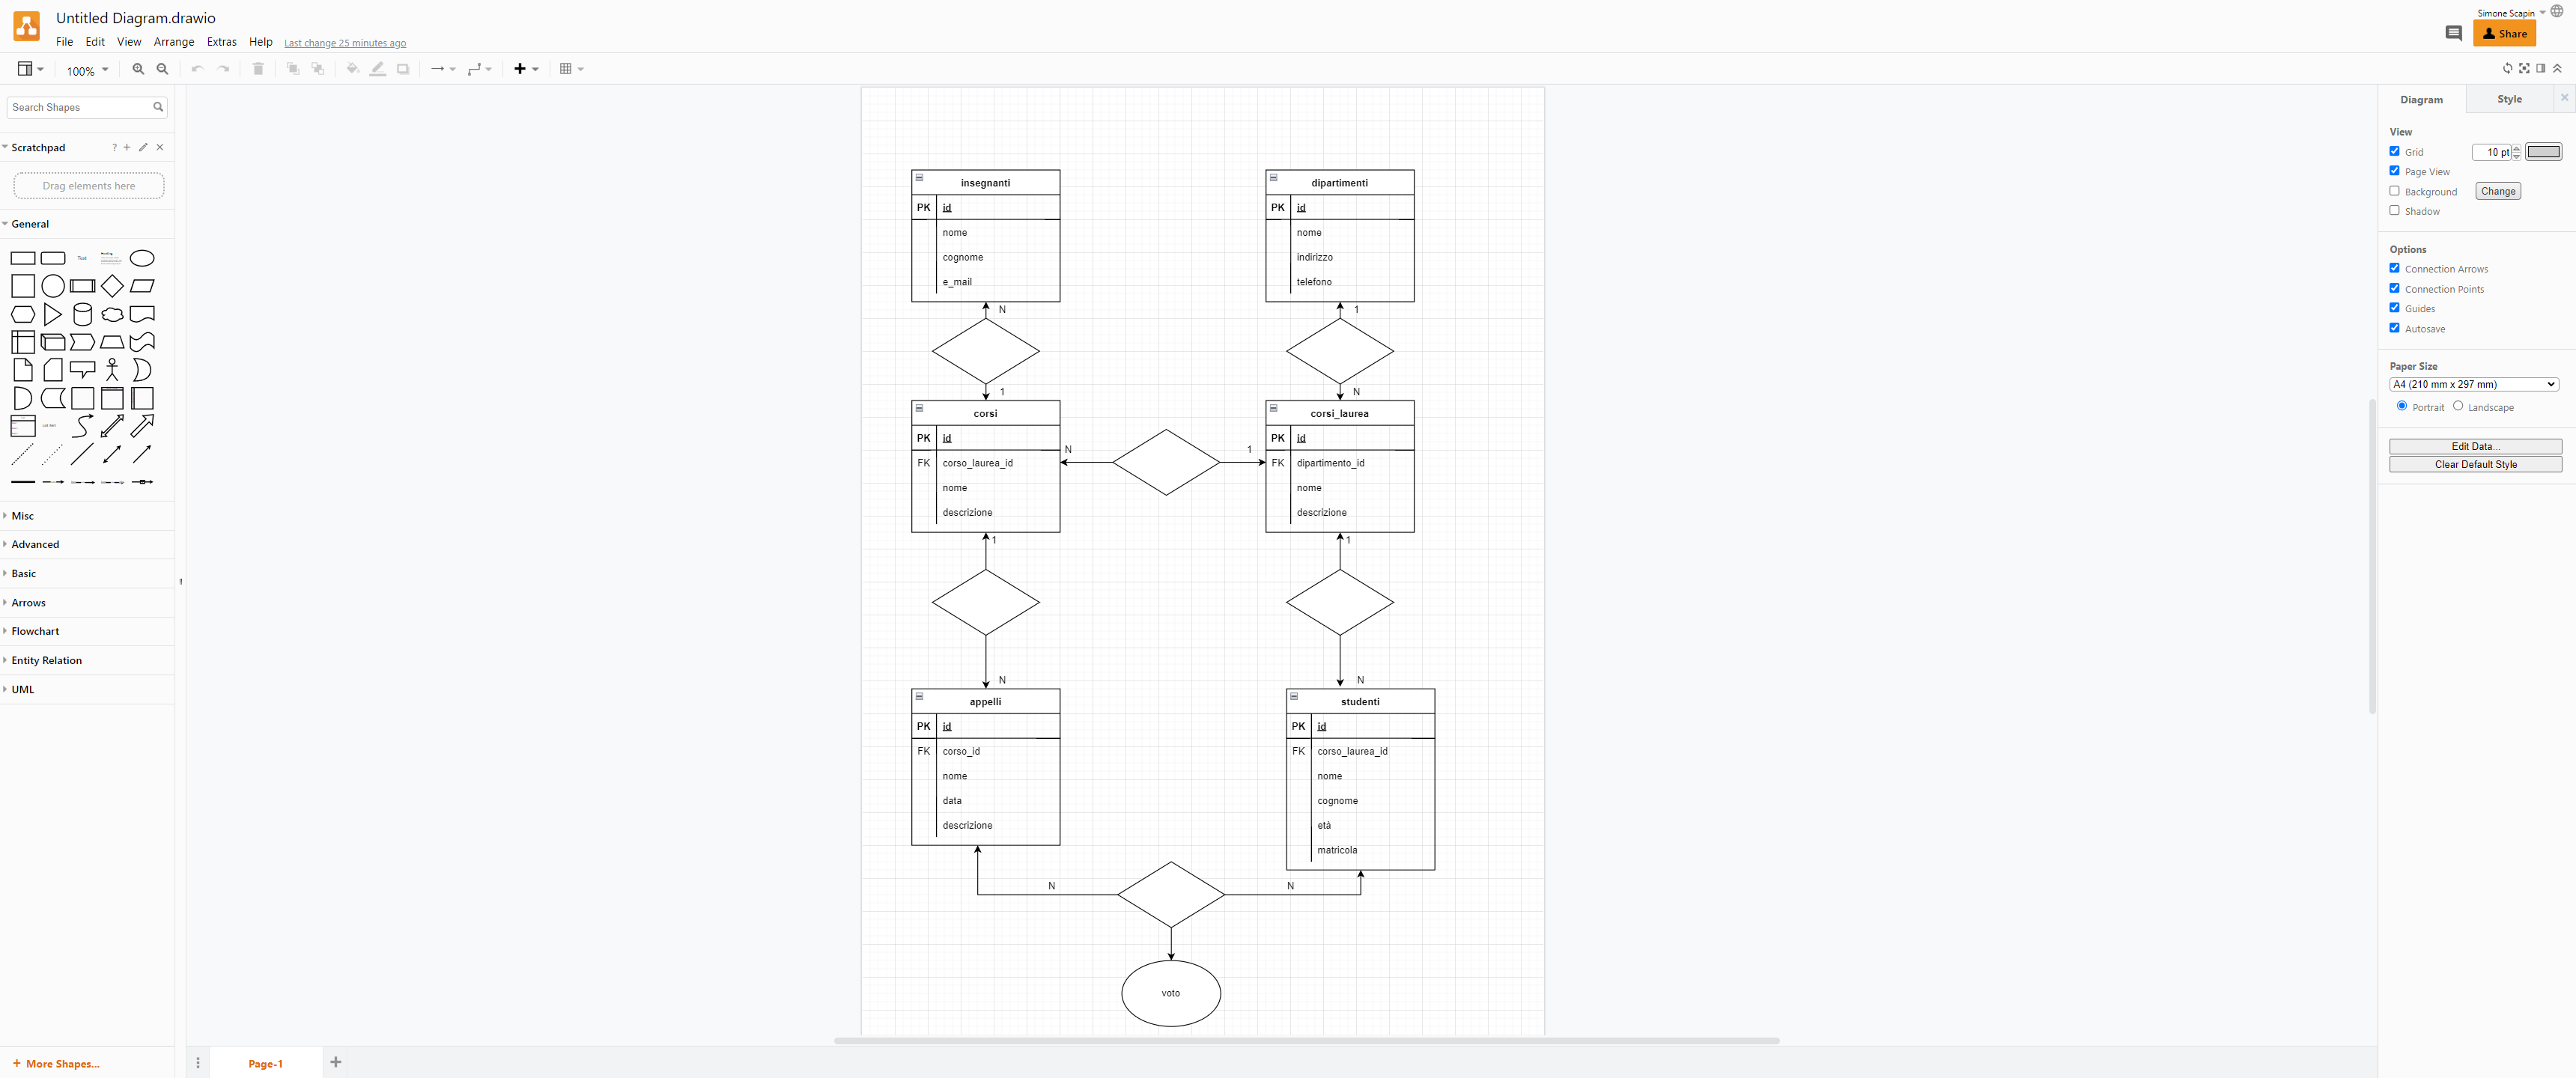 Untitled Diagram.drawio
Simone Scapin
File Edit View Arrange Extras Help Last change 25 minutes ago
Share
100%
Search Shapes
Scratchpad
?
Drag elements here
General
Text
Heading
List Item
Misc
Advanced
Basic
Arrows
Flowchart
Entity Relation
UML
+ More Shapes...
insegnanti
PK id
nome
cognome
e_mail
N
1
dipartimenti
PK id
nome
indirizzo
telefono
1
N
corsi
PK id
FK corso_laurea_id
nome
descrizione
N
1
corsi_laurea
PK id
FK dipartimento_id
nome
descrizione
1
N
1
N
appelli
PK id
FK corso_id
nome
data
descrizione
studenti
PK id
FK corso_laurea_id
nome
cognome
età
matricola
N
N
voto
Page-1
Diagram
Style
View
Grid
10 pt
Page View
Background
Change
Shadow
Options
Connection Arrows
Connection Points
Guides
Autosave
Paper Size
A4 (210 mm x 297 mm)
Portrait
Landscape
Edit Data...
Clear Default Style